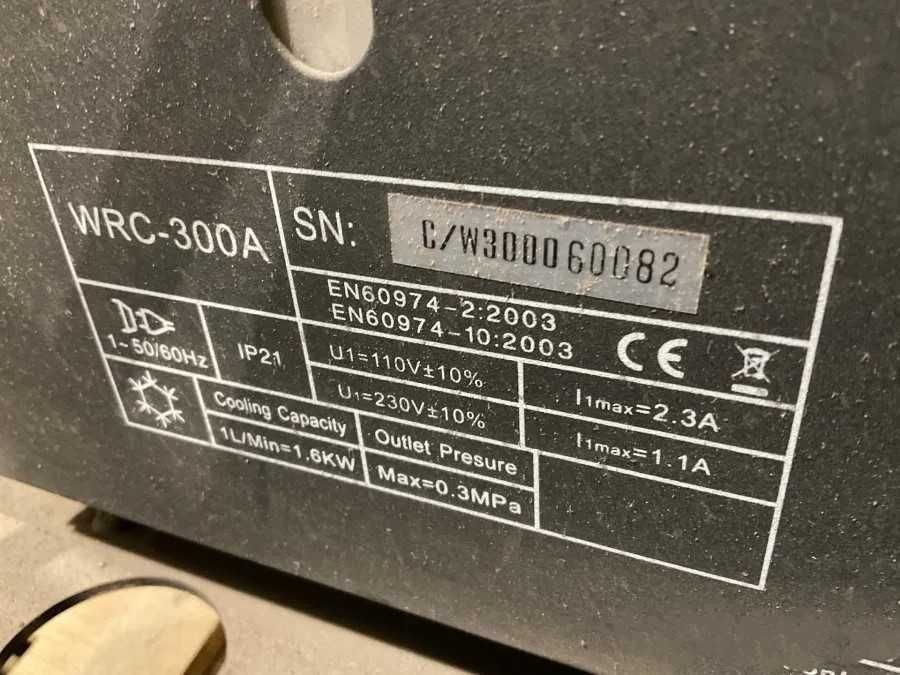 WRC-300A
SN: C/W300060082
EN60974-2:2003
EN60974-10:2003
CE
1~50/60Hz
IP21
U1=110V±10%
I1max=2.3A
U1=230V±10%
I1max=1.1A
Cooling Capacity
1L/Min=1.6KW
Outlet Presure
Max=0.3MPa